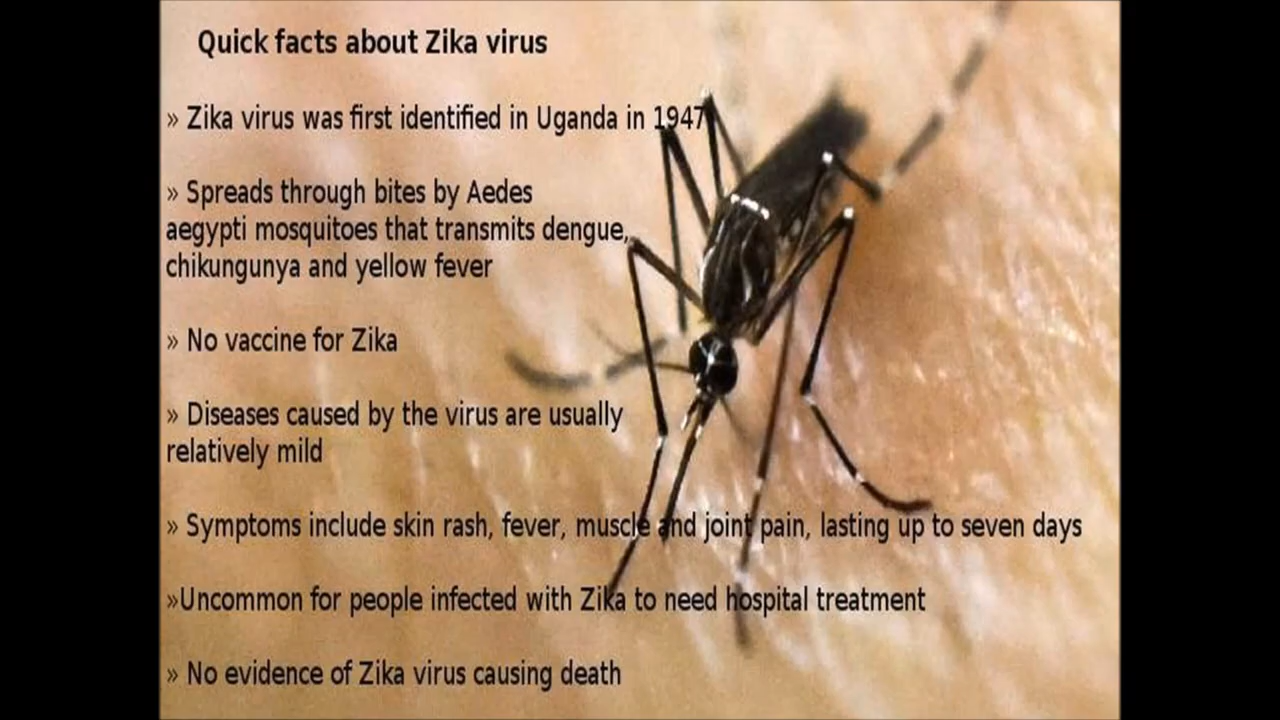 Quick facts about Zika virus
» Zika virus was first identified in Uganda in 1947
» Spreads through bites by Aedes
aegypti mosquitoes that transmits dengue,
chikungunya and yellow fever
» No vaccine for Zika
» Diseases caused by the virus are usually
relatively mild
» Symptoms include skin rash, fever, muscle and joint pain, lasting up to seven days
»Uncommon for people infected with Zika to need hospital treatment
» No evidence of Zika virus causing death